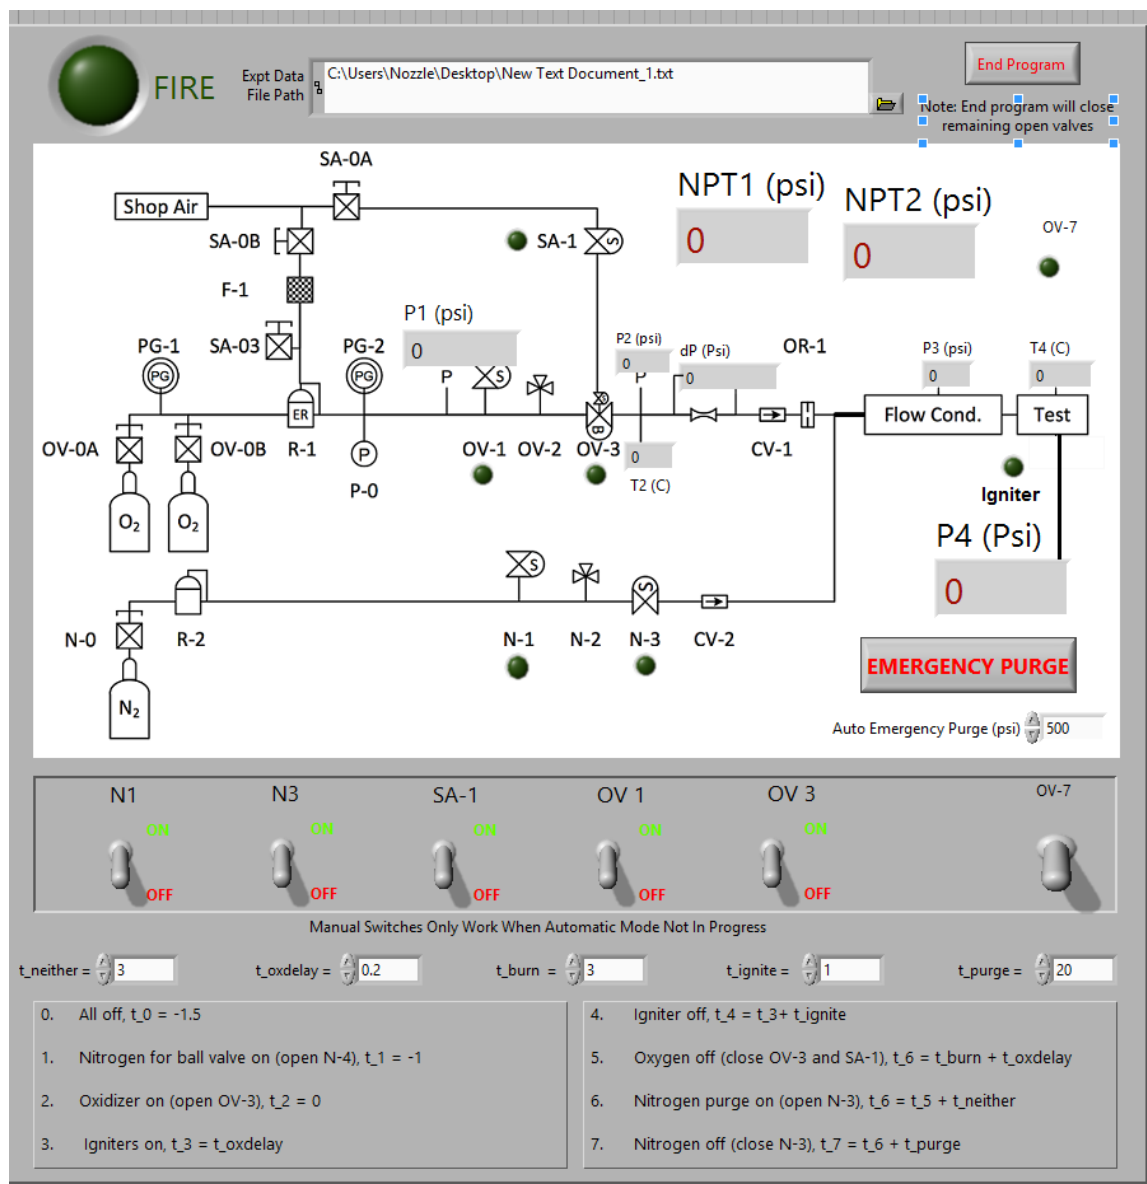 FIRE
Expt Data
File Path
C:\Users\Nozzle\Desktop\New Text Document_1.txt
End Program
Note: End program will close
remaining open valves
SA-0A
Shop Air
NPT1 (psi)
0
NPT2 (psi)
0
OV-7
SA-0B
SA-1
S
F-1
P1 (psi)
0
PG-1
SA-03
PG-2
P2 (psi)
0
dP (Psi)
0
OR-1
P3 (psi)
0
T4 (C)
0
PG
PG
P
S
P
S
ER
B
Flow Cond.
Test
OV-0A
OV-0B
R-1
P
OV-1
OV-2
OV-3
0
T2 (C)
CV-1
P-0
Igniter
O2
O2
P4 (Psi)
0
S
S
N-0
R-2
N-1
N-2
N-3
CV-2
N2
EMERGENCY PURGE
Auto Emergency Purge (psi)
500
N1
N3
SA-1
OV 1
OV 3
OV-7
ON
ON
ON
ON
ON
OFF
OFF
OFF
OFF
OFF
Manual Switches Only Work When Automatic Mode Not In Progress
t_neither = 3
t_oxdelay = 0.2
t_burn = 3
t_ignite = 1
t_purge = 20
0. All off, t_0 = -1.5
1. Nitrogen for ball valve on (open N-4), t_1 = -1
2. Oxidizer on (open OV-3), t_2 = 0
3. Igniters on, t_3 = t_oxdelay
4. Igniter off, t_4 = t_3+ t_ignite
5. Oxygen off (close OV-3 and SA-1), t_6 = t_burn + t_oxdelay
6. Nitrogen purge on (open N-3), t_6 = t_5 + t_neither
7. Nitrogen off (close N-3), t_7 = t_6 + t_purge